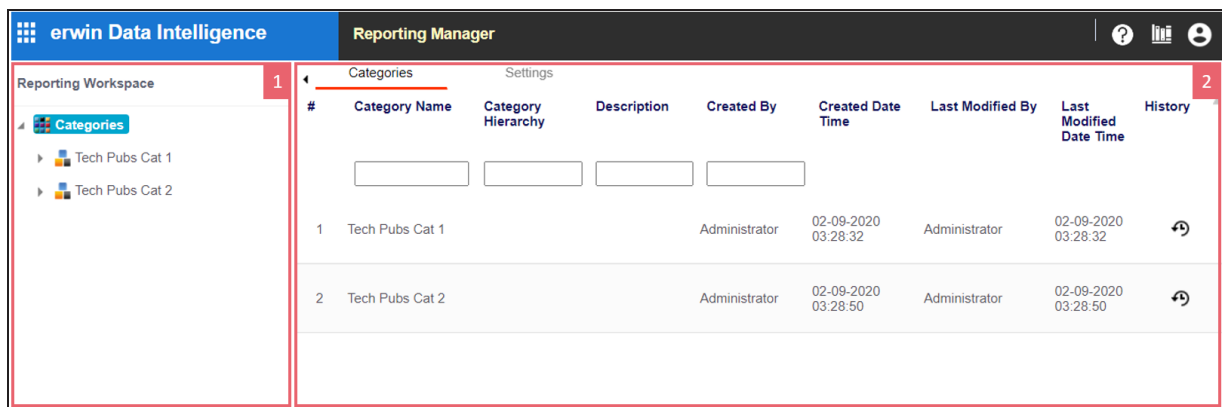 erwin Data Intelligence
Reporting Manager
?
Reporting Workspace
1
Categories
Tech Pubs Cat 1
Tech Pubs Cat 2
Categories
Settings
2
# Category Name Category Hierarchy Description Created By Created Date Time Last Modified By Last Modified Date Time History
1 Tech Pubs Cat 1 Administrator 02-09-2020 03:28:32 Administrator 02-09-2020 03:28:32
2 Tech Pubs Cat 2 Administrator 02-09-2020 03:28:50 Administrator 02-09-2020 03:28:50